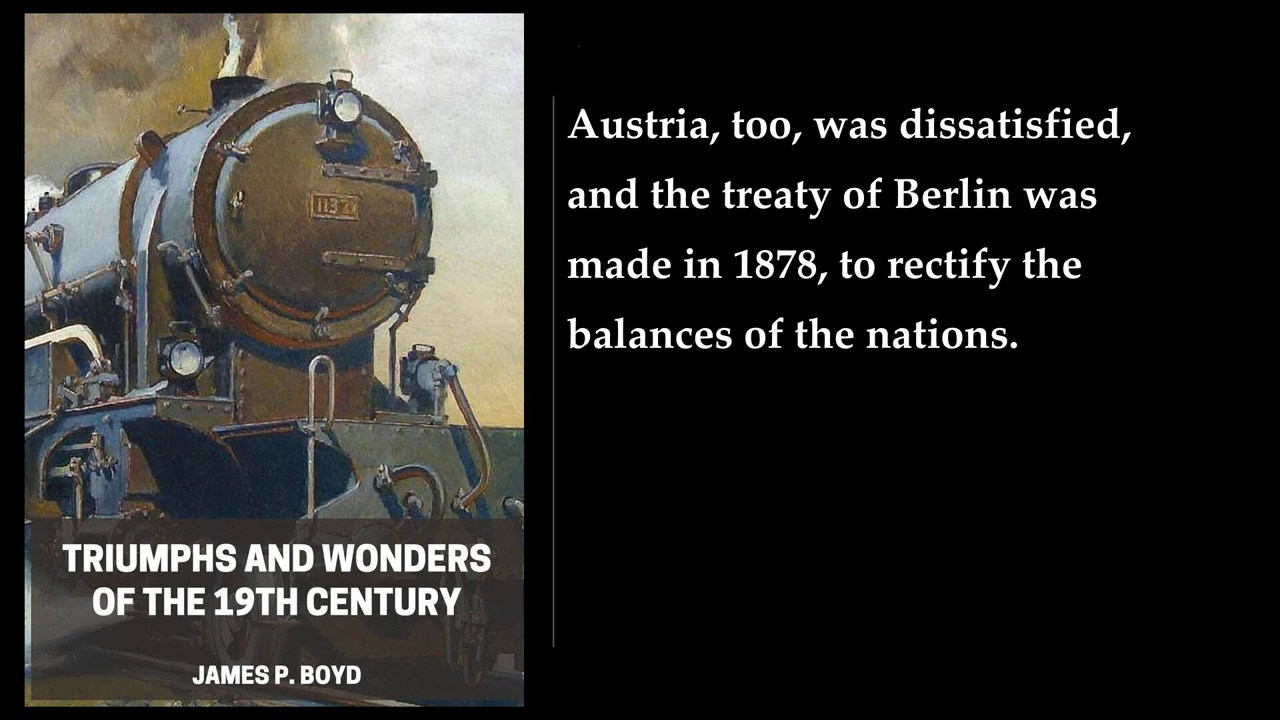 Austria, too, was dissatisfied,
and the treaty of Berlin was
made in 1878, to rectify the
balances of the nations.
TRIUMPHS AND WONDERS
OF THE 19TH CENTURY
JAMES P. BOYD